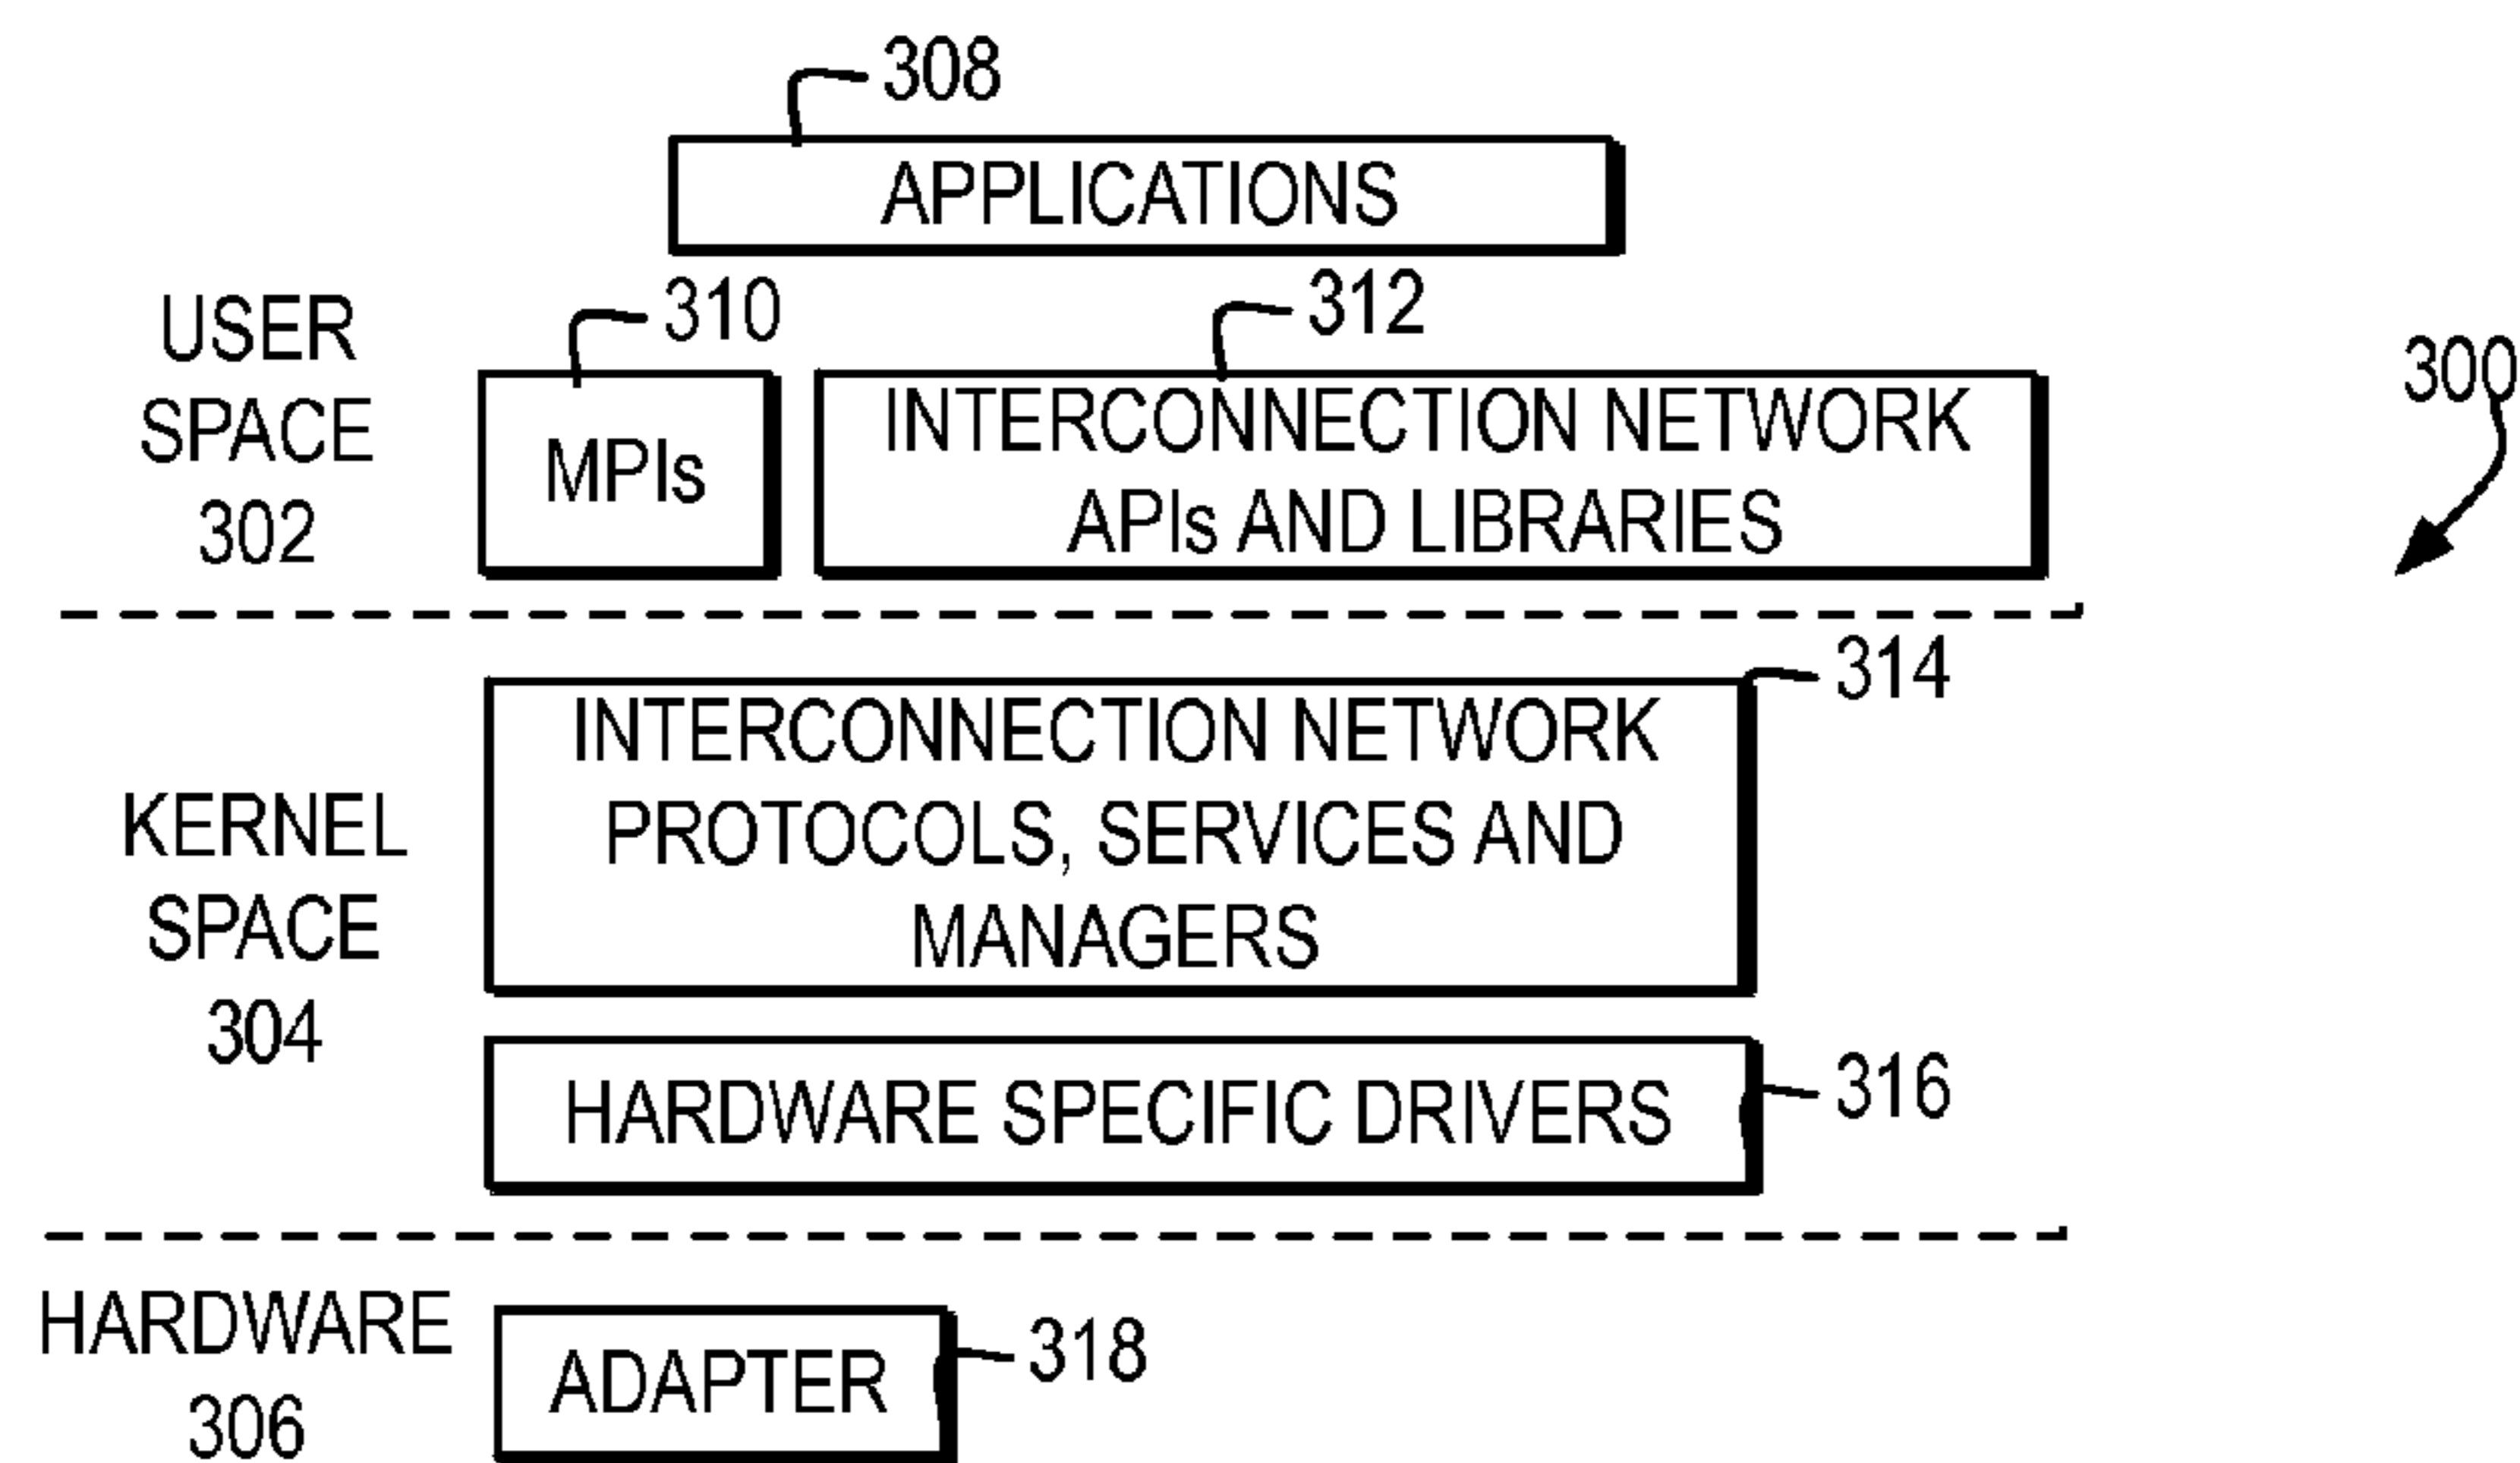 308
APPLICATIONS
310
312
USER
SPACE
302
MPIs
INTERCONNECTION NETWORK
APIs AND LIBRARIES
300
314
INTERCONNECTION NETWORK
PROTOCOLS, SERVICES AND
MANAGERS
KERNEL
SPACE
304
HARDWARE SPECIFIC DRIVERS
316
HARDWARE
306
ADAPTER
318